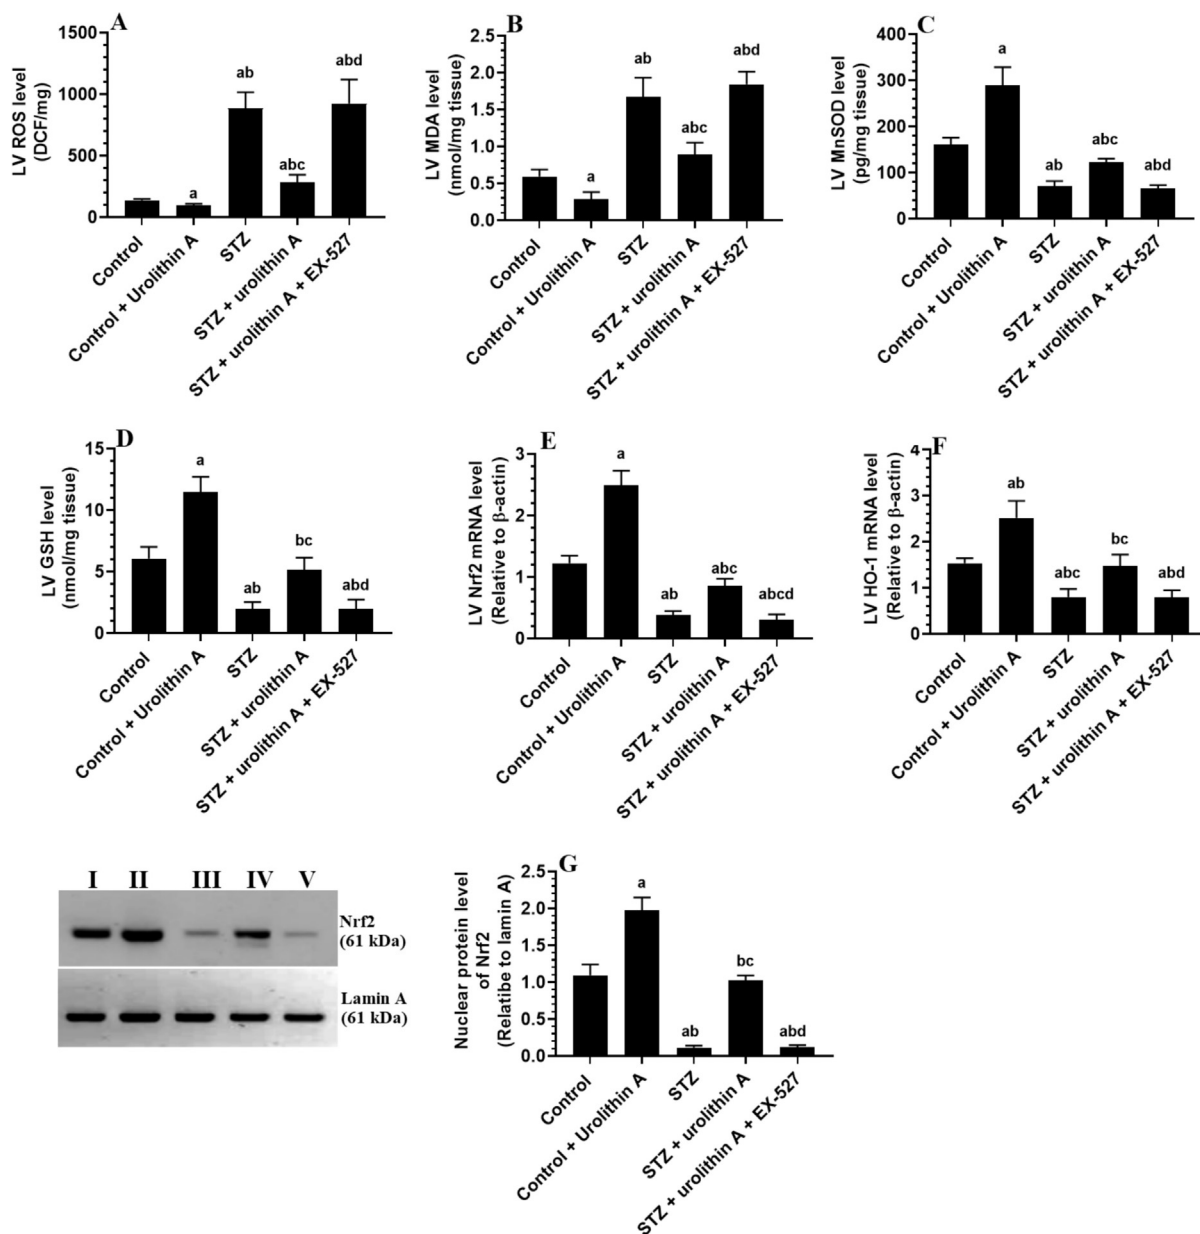 A
LV ROS level
(DCF/mg)
1500
1000
500
0
a
ab
abc
abd
Control
Control + Urolithin A
STZ
STZ + urolithin A
STZ + urolithin A + EX-527
B
LV MDA level
(nmol/mg tissue)
2.5
2.0
1.5
1.0
0.5
0.0
a
ab
abc
abd
Control
Control + Urolithin A
STZ
STZ + urolithin A
STZ + urolithin A + EX-527
C
LV MnSOD level
(pg/mg tissue)
400
300
200
100
0
a
ab
abc
abd
Control
Control + Urolithin A
STZ
STZ + urolithin A
STZ + urolithin A + EX-527
D
LV GSH level
(nmol/mg tissue)
15
10
5
0
a
ab
bc
abd
Control
Control + Urolithin A
STZ
STZ + urolithin A
STZ + urolithin A + EX-527
E
LV Nrf2 mRNA level
(Relative to β-actin)
3
2
1
0
a
ab
abc
abcd
Control
Control + Urolithin A
STZ
STZ + urolithin A
STZ + urolithin A + EX-527
F
LV HO-1 mRNA level
(Relative to β-actin)
4
3
2
1
0
ab
abc
bc
abd
Control
Control + Urolithin A
STZ
STZ + urolithin A
STZ + urolithin A + EX-527
I II III IV V
Nrf2
(61 kDa)
Lamin A
(61 kDa)
G
Nuclear protein level
of Nrf2
(Relatibe to lamin A)
2.5
2.0
1.5
1.0
0.5
0.0
a
ab
bc
abd
Control
Control + Urolithin A
STZ
STZ + urolithin A
STZ + urolithin A + EX-527